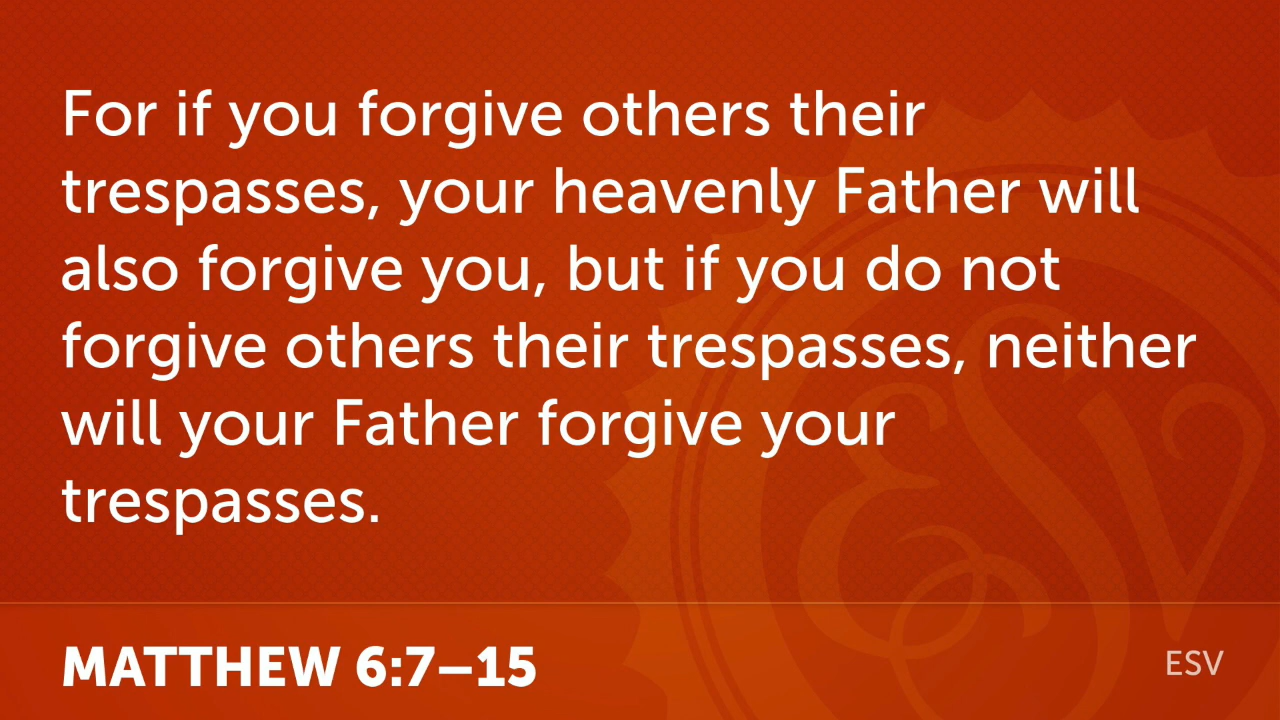 For if you forgive others their
trespasses, your heavenly Father will
also forgive you, but if you do not
forgive others their trespasses, neither
will your Father forgive your
trespasses.
MATTHEW 6:7–15
ESV
ESV